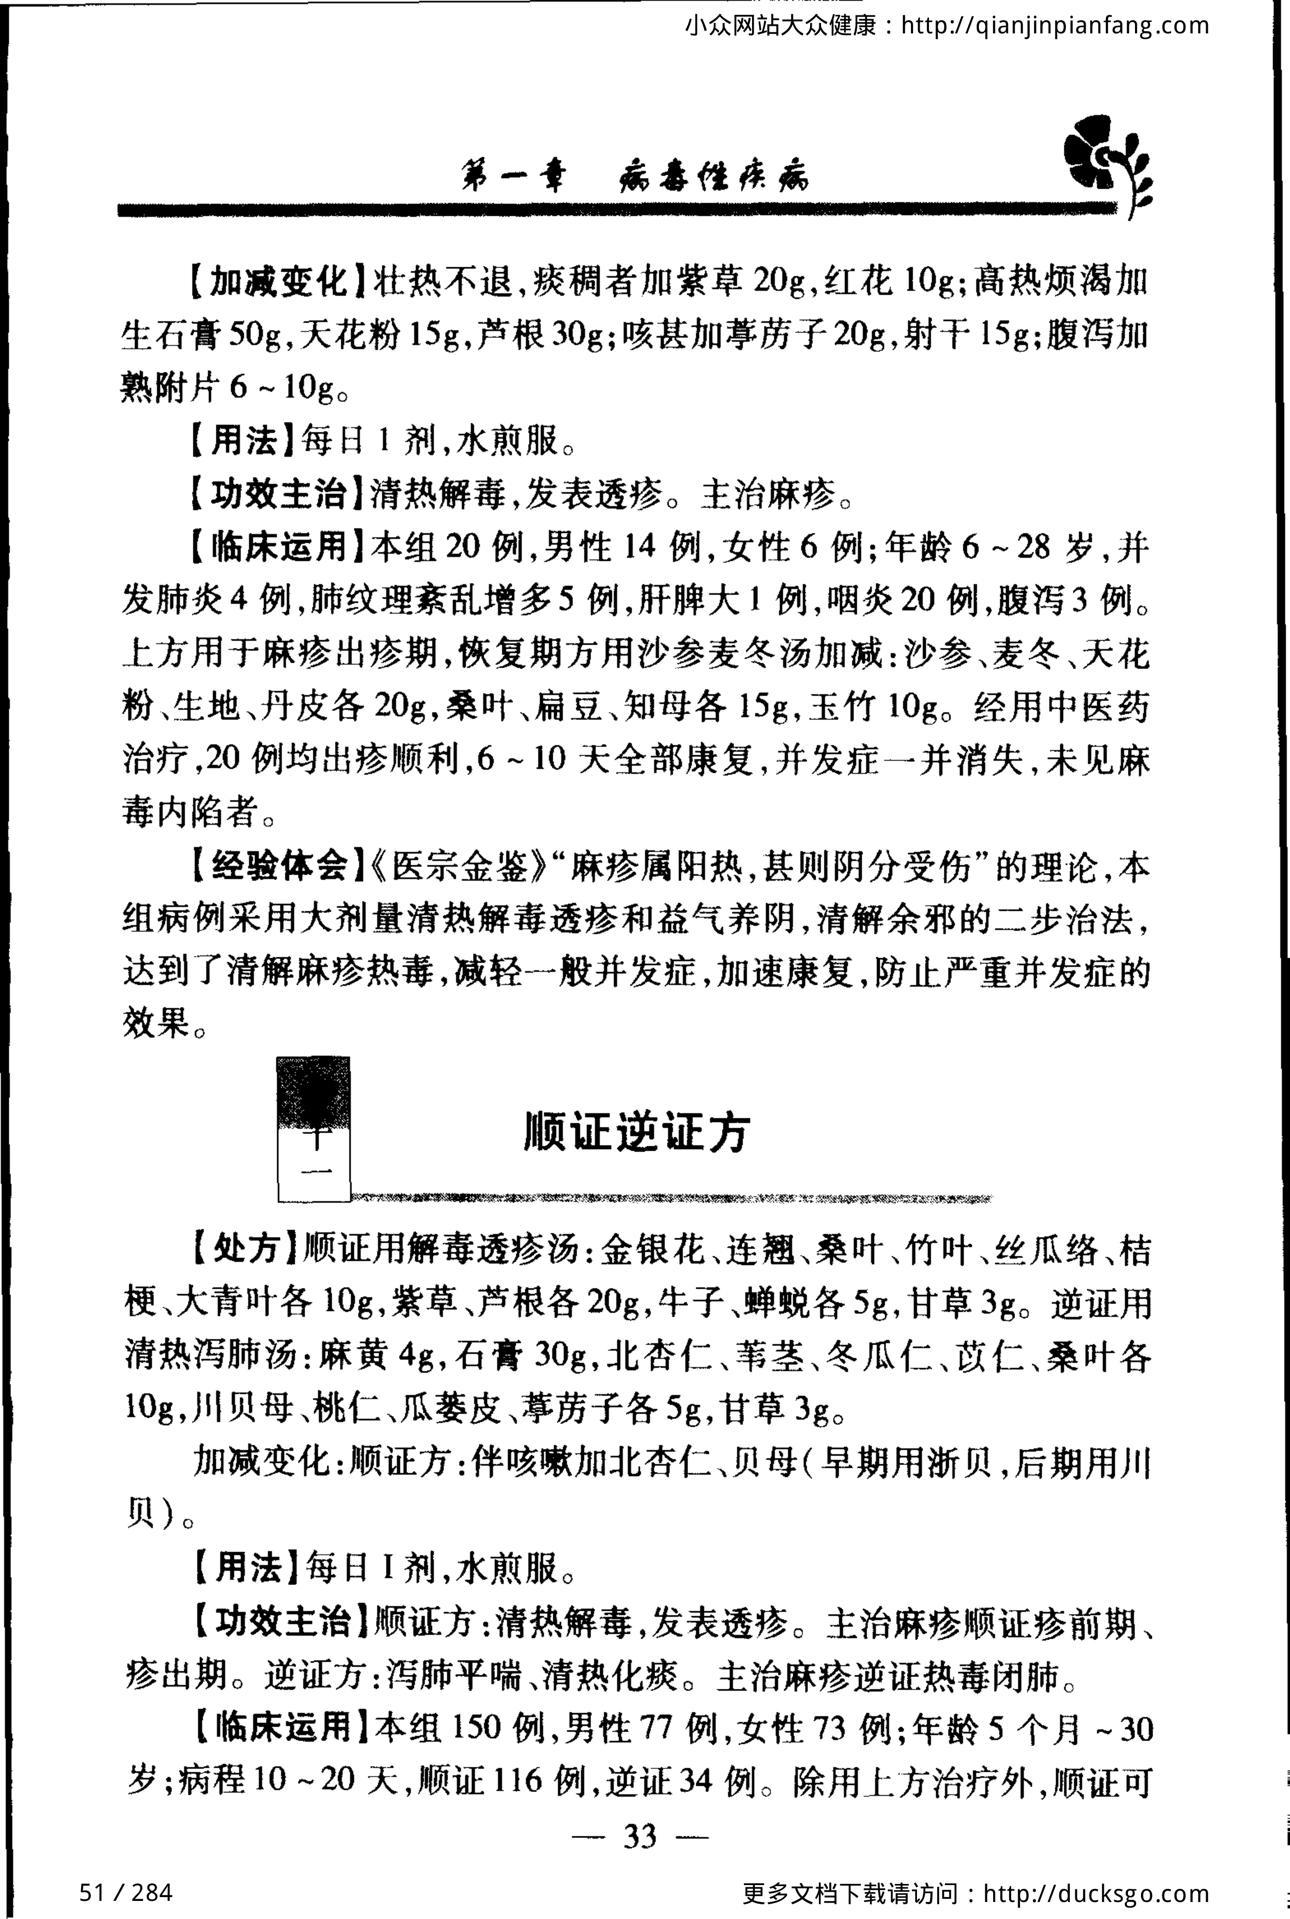 小众网站大众健康：http://qianjinpianfang.com
第一章 病毒性疾病
【加减变化】壮热不退,痰稠者加紫草 20g,红花 10g;高热烦渴加
生石膏 50g,天花粉 15g,芦根 30g;咳甚加葶苈子 20g,射干 15g;腹泻加
熟附片 6 ~ 10g。
【用法】每日 1 剂,水煎服。
【功效主治】清热解毒,发表透疹。主治麻疹。
【临床运用】本组 20 例,男性 14 例,女性 6 例;年龄 6 ~ 28 岁,并
发肺炎 4 例,肺纹理紊乱增多 5 例,肝脾大 1 例,咽炎 20 例,腹泻 3 例。
上方用于麻疹出疹期,恢复期方用沙参麦冬汤加减:沙参、麦冬、天花
粉、生地、丹皮各 20g,桑叶、扁豆、知母各 15g,玉竹 10g。经用中医药
治疗,20 例均出疹顺利,6 ~ 10 天全部康复,并发症一并消失,未见麻
毒内陷者。
【经验体会】《医宗金鉴》“麻疹属阳热,甚则阴分受伤”的理论,本
组病例采用大剂量清热解毒透疹和益气养阴,清解余邪的二步治法,
达到了清解麻疹热毒,减轻一般并发症,加速康复,防止严重并发症的
效果。
十
一
顺证逆证方
【处方】顺证用解毒透疹汤:金银花、连翘、桑叶、竹叶、丝瓜络、桔
梗、大青叶各 10g,紫草、芦根各 20g,牛子、蝉蜕各 5g,甘草 3g。逆证用
清热泻肺汤:麻黄 4g,石膏 30g,北杏仁、苇茎、冬瓜仁、苡仁、桑叶各
10g,川贝母、桃仁、瓜蒌皮、葶苈子各 5g,甘草 3g。
加减变化:顺证方:伴咳嗽加北杏仁、贝母(早期用浙贝,后期用川
贝)。
【用法】每日 1 剂,水煎服。
【功效主治】顺证方:清热解毒,发表透疹。主治麻疹顺证疹前期、
疹出期。逆证方:泻肺平喘、清热化痰。主治麻疹逆证热毒闭肺。
【临床运用】本组 150 例,男性 77 例,女性 73 例;年龄 5 个月 ~ 30
岁;病程 10 ~ 20 天,顺证 116 例,逆证 34 例。除用上方治疗外,顺证可
— 33 —
51 / 284
更多文档下载请访问：http://ducksgo.com